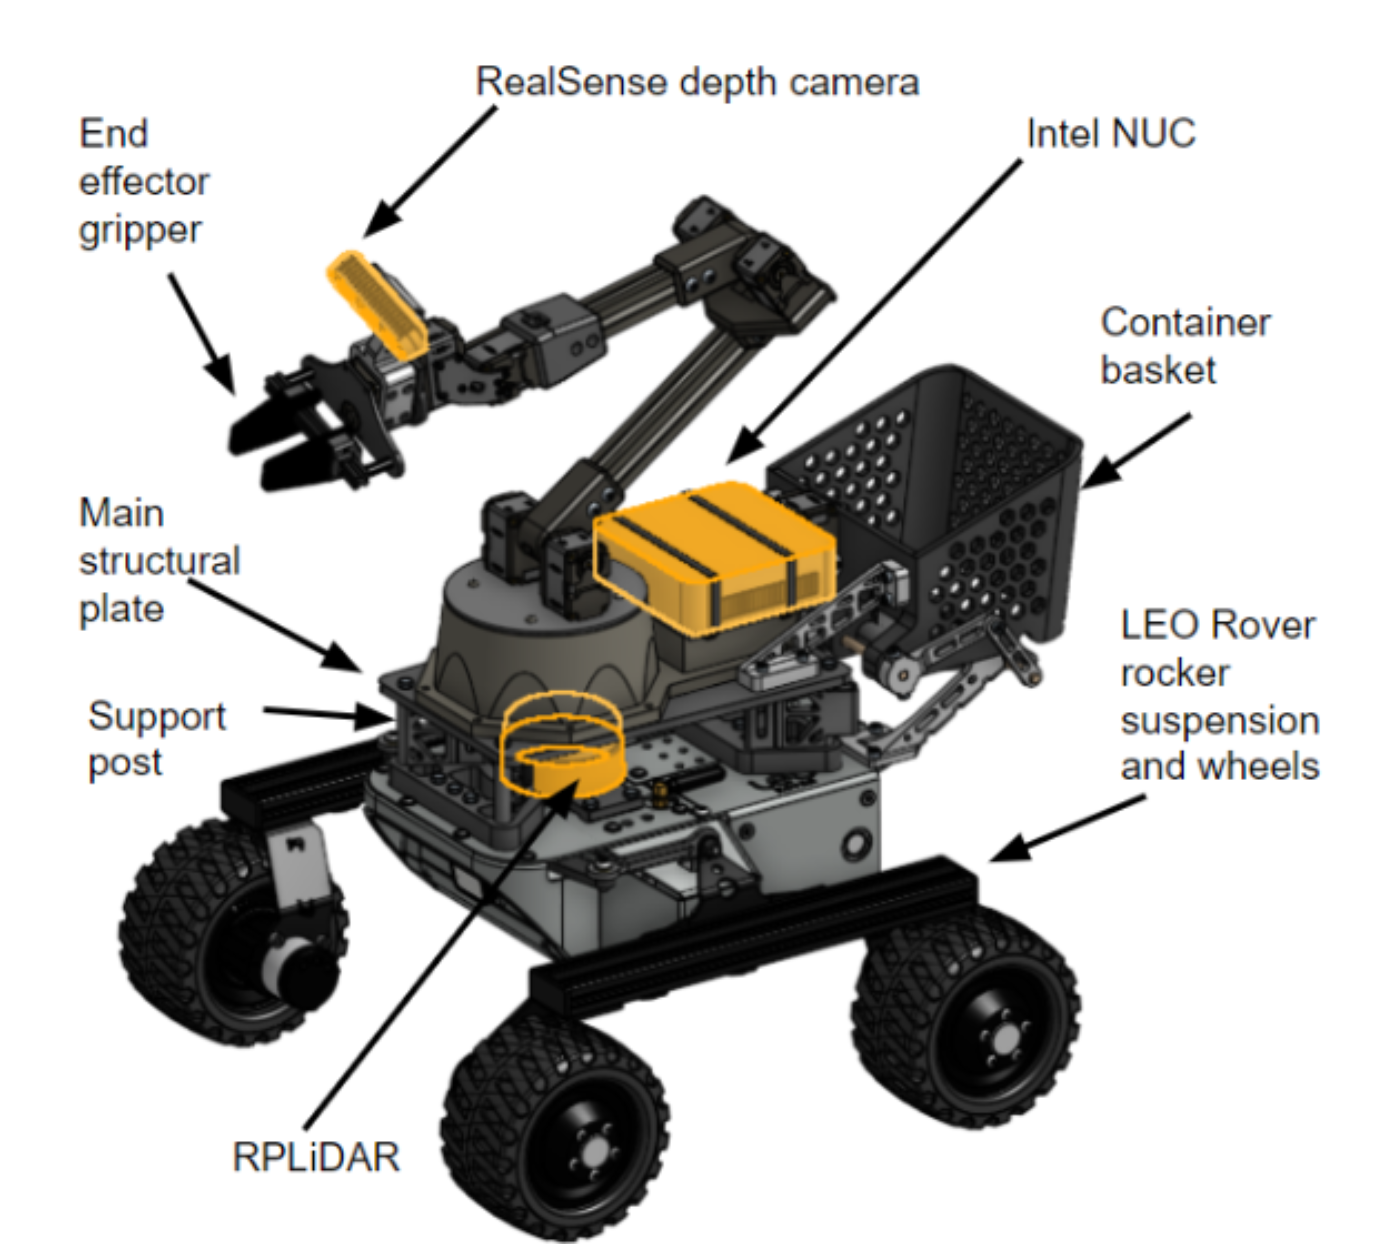 RealSense depth camera
End
effector
gripper
Intel NUC
Container
basket
Main
structural
plate
Support
post
LEO Rover
rocker
suspension
and wheels
RPLiDAR